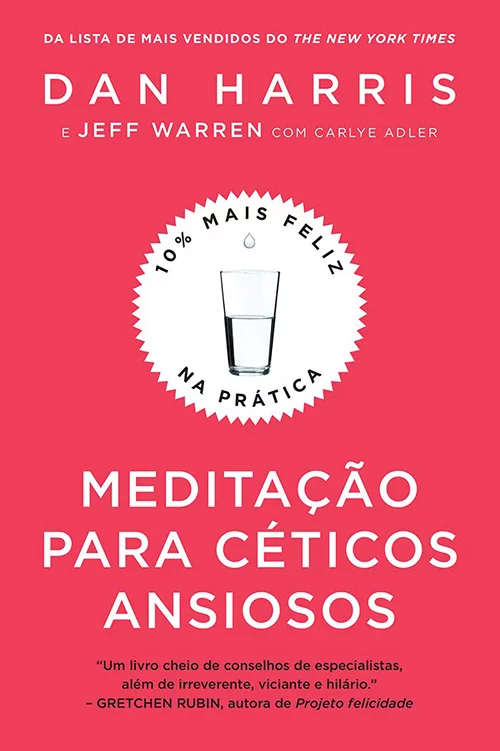 DA LISTA DE MAIS VENDIDOS DO THE NEW YORK TIMES
DAN HARRIS
E JEFF WARREN COM CARLYE ADLER
10% MAIS FELIZ
NA PRÁTICA
MEDITAÇÃO
PARA CÉTICOS
ANSIOSOS
“Um livro cheio de conselhos de especialistas,
além de irreverente, viciante e hilário.”
– GRETCHEN RUBIN, autora de Projeto felicidade